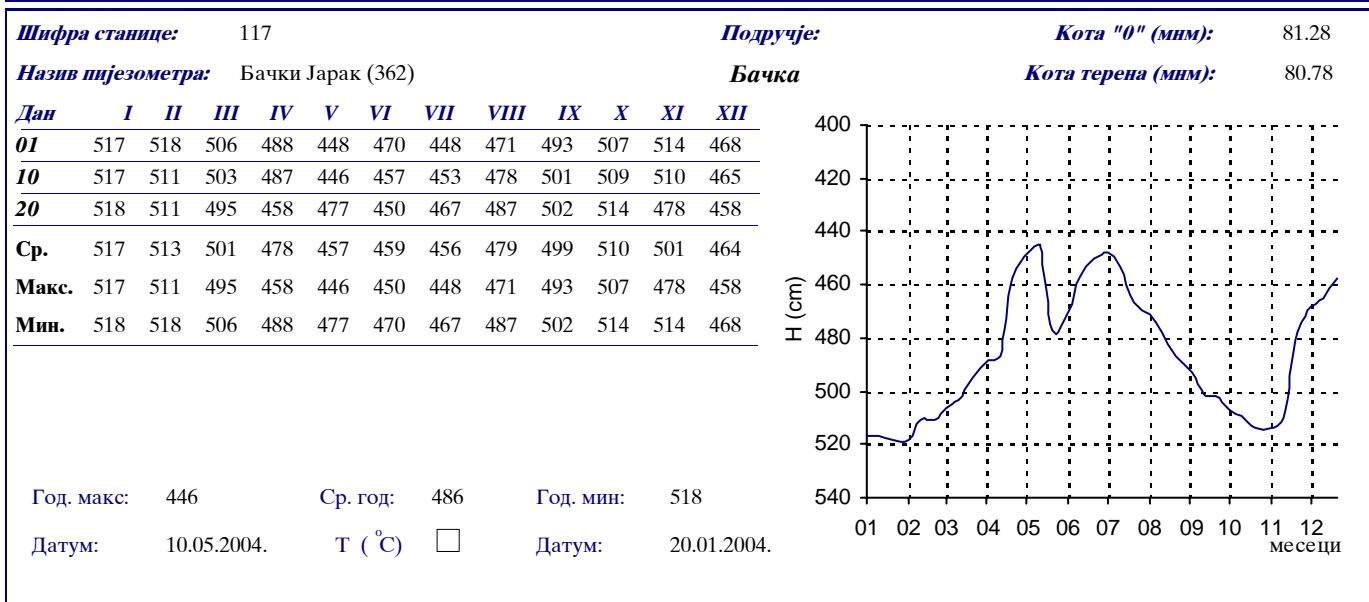 Шифра станице: 117 Подручје: Кота "0" (мнм): 81.28
Назив пијезометра: Бачки Јарак (362) Бачка Кота терена (мнм): 80.78
Дан I II III IV V VI VII VIII IX X XI XII
01 517 518 506 488 448 470 448 471 493 507 514 468
10 517 511 503 487 446 457 453 478 501 509 510 465
20 518 511 495 458 477 450 467 487 502 514 478 458
Ср. 517 513 501 478 457 459 456 479 499 510 501 464
Макс. 517 511 495 458 446 450 448 471 493 507 478 458
Мин. 518 518 506 488 477 470 467 487 502 514 514 468
400
420
440
460
480
500
520
540
H (cm)
01 02 03 04 05 06 07 08 09 10 11 12
месеци
Год. макс: 446 Ср. год: 486 Год. мин: 518
Датум: 10.05.2004. Т ( °C) Датум: 20.01.2004.